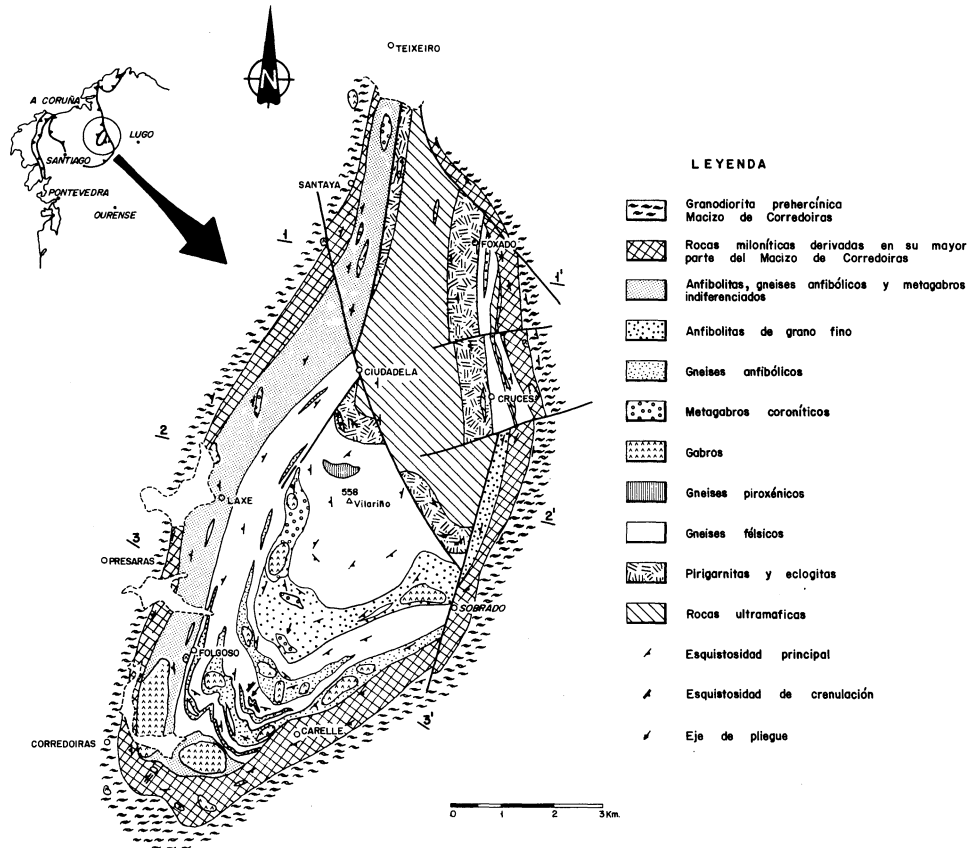 TEIXEIRO
N
A CORUÑA
LUGO
SANTIAGO
PONTEVEDRA
OURENSE
SANTAYA
1
FOXADO
1'
CIUDADELA
CRUCES
2
558
Vilariño
LAXE
2'
3
PRESARAS
SOBRADO
FOLGOSO
3'
CARELLE
CORREDOIRAS
0 1 2 3 Km.
LEYENDA
Granodiorita prehercínica
Macizo de Corredoiras
Rocas miloníticas derivadas en su mayor
parte del Macizo de Corredoiras
Anfibolitas, gneises anfibólicos y metagabros
indiferenciados
Anfibolitas de grano fino
Gneises anfibólicos
Metagabros coroníticos
Gabros
Gneises piroxénicos
Gneises félsicos
Pirigarnitas y eclogitas
Rocas ultramaficas
Esquistosidad principal
Esquistosidad de crenulación
Eje de pliegue